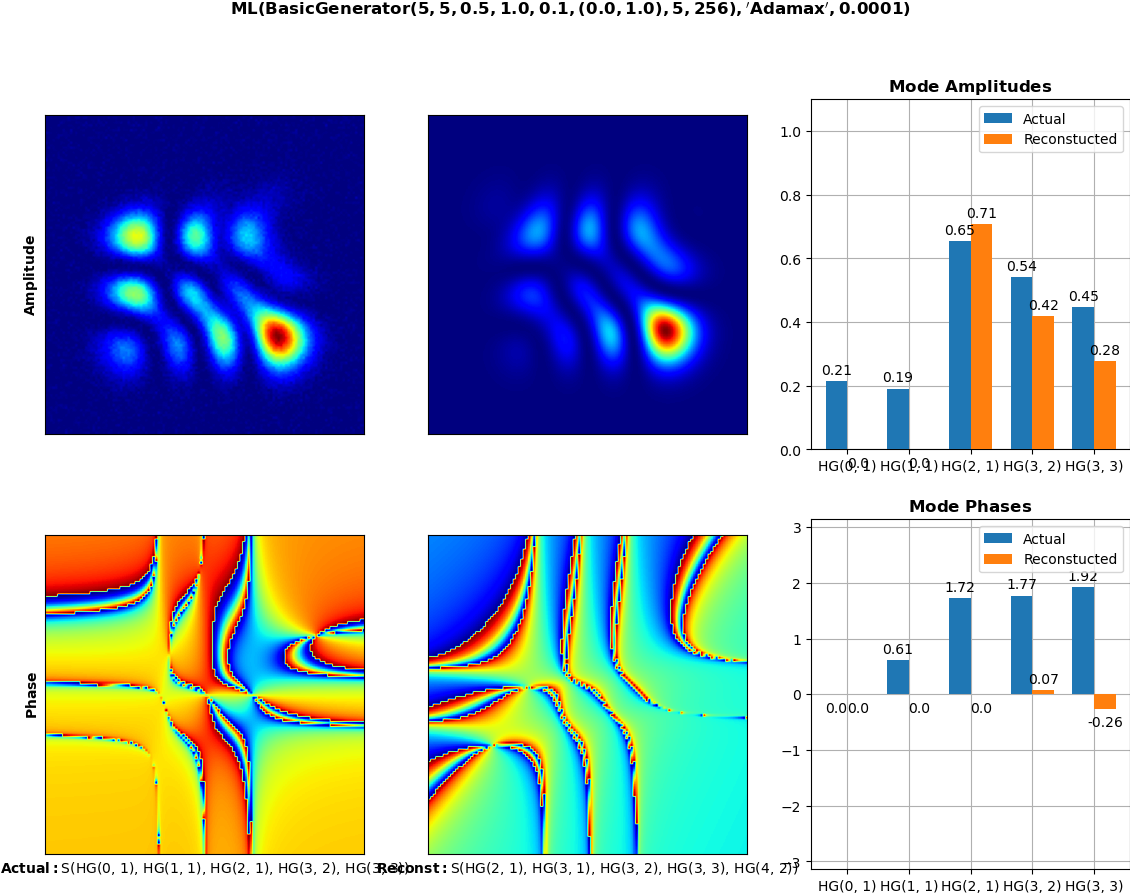 ML(BasicGenerator(5, 5, 0.5, 1.0, 0.1, (0.0, 1.0), 5, 256), 'Adamax', 0.0001)
Mode Amplitudes
Amplitude
Actual
Reconstucted
1.0
0.8
0.6
0.4
0.2
0.0
0.21
0.0
0.19
0.0
0.65
0.71
0.54
0.42
0.45
0.28
HG(0, 1) HG(1, 1) HG(2, 1) HG(3, 2) HG(3, 3)
Mode Phases
Phase
Actual
Reconstucted
3
2
1
0
−1
−2
−3
0.0
0.0
0.61
0.0
1.72
0.0
1.77
0.07
1.92
-0.26
HG(0, 1) HG(1, 1) HG(2, 1) HG(3, 2) HG(3, 3)
Actual: S(HG(0, 1), HG(1, 1), HG(2, 1), HG(3, 2), HG(3, 3))
Reconst: S(HG(2, 1), HG(3, 1), HG(3, 2), HG(3, 3), HG(4, 2))